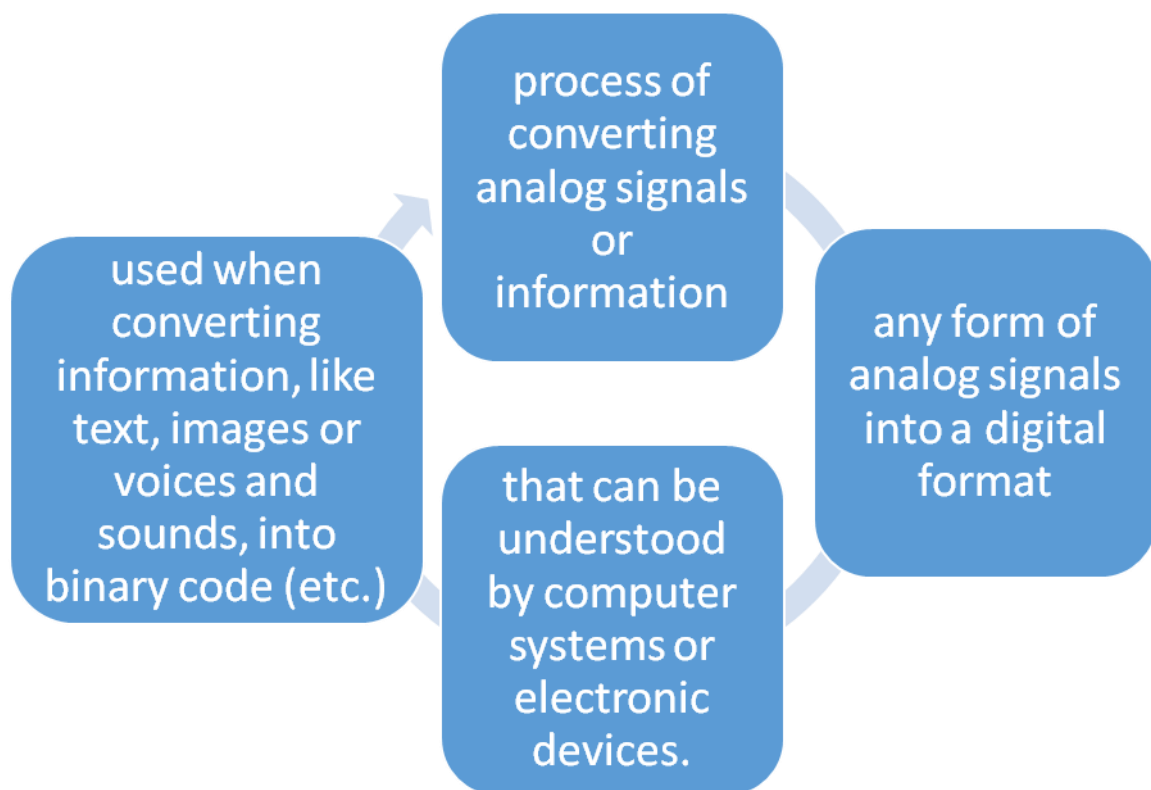 process of
converting
analog signals
or
information
any form of
analog signals
into a digital
format
that can be
understood
by computer
systems or
electronic
devices.
used when
converting
information, like
text, images or
voices and
sounds, into
binary code (etc.)